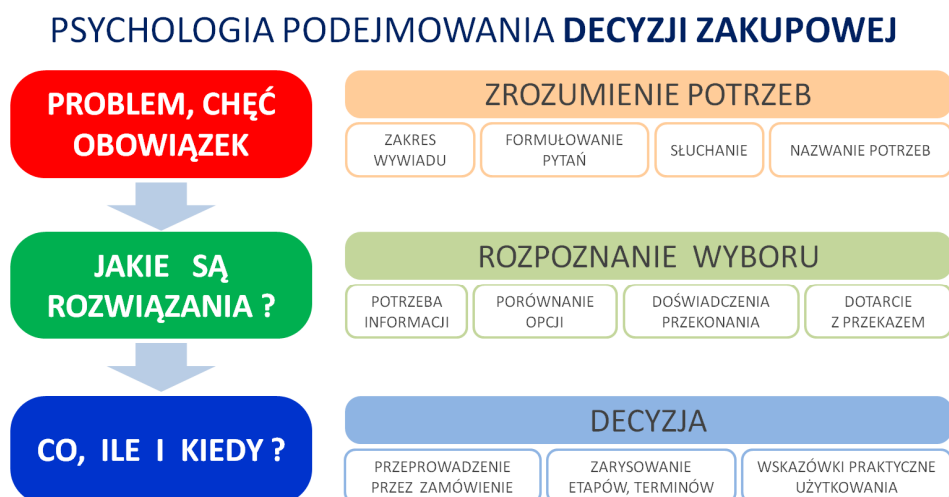 PSYCHOLOGIA PODEJMOWANIA DECYZJI ZAKUPOWEJ
PROBLEM, CHĘĆ
OBOWIĄZEK
ZROZUMIENIE POTRZEB
ZAKRES
WYWIADU
FORMUŁOWANIE
PYTAŃ
SŁUCHANIE
NAZWANIE POTRZEB
JAKIE SĄ
ROZWIĄZANIA ?
ROZPOZNANIE WYBORU
POTRZEBA
INFORMACJI
PORÓWNANIE
OPCJI
DOŚWIADCZENIA
PRZEKONANIA
DOTARCIE
Z PRZEKAZEM
CO, ILE I KIEDY ?
DECYZJA
PRZEPROWADZENIE
PRZEZ ZAMÓWIENIE
ZARYSOWANIE
ETAPÓW, TERMINÓW
WSKAZÓWKI PRAKTYCZNE
UŻYTKOWANIA